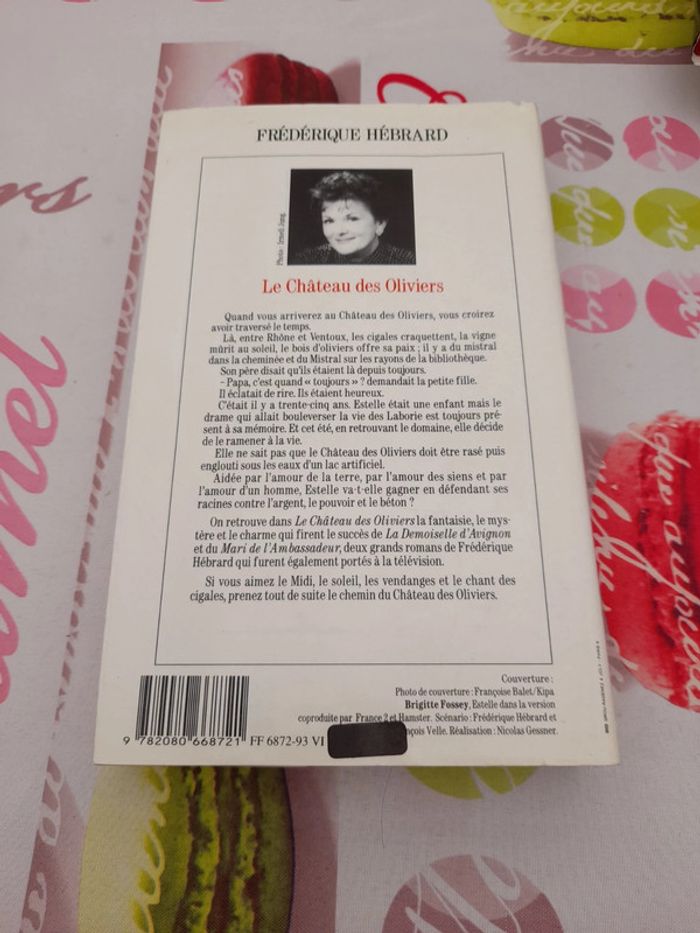 FRÉDÉRIQUE HÉBRARD
Photo : Irmeli Jung.
Le Château des Oliviers
Quand vous arriverez au Château des Oliviers, vous croirez
avoir traversé le temps.
Là, entre Rhône et Ventoux, les cigales craquettent, la vigne
mûrit au soleil, le bois d'oliviers offre sa paix ; il y a du mistral
dans la cheminée et du Mistral sur les rayons de la bibliothèque.
Son père disait qu'ils étaient là depuis toujours.
- Papa, c'est quand « toujours » ? demandait la petite fille.
Il éclatait de rire. Ils étaient heureux.
C'était il y a trente-cinq ans. Estelle était une enfant mais le
drame qui allait bouleverser la vie des Laborie est toujours pré-
sent à sa mémoire. Et cet été, en retrouvant le domaine, elle décide
de le ramener à la vie.
Elle ne sait pas que le Château des Oliviers doit être rasé puis
englouti sous les eaux d'un lac artificiel.
Aidée par l'amour de la terre, par l'amour des siens et par
l'amour d'un homme, Estelle va-t-elle gagner en défendant ses
racines contre l'argent, le pouvoir et le béton ?
On retrouve dans Le Château des Oliviers la fantaisie, le mys-
tère et le charme qui firent le succès de La Demoiselle d'Avignon
et du Mari de l'Ambassadeur, deux grands romans de Frédérique
Hébrard qui furent également portés à la télévision.
Si vous aimez le Midi, le soleil, les vendanges et le chant des
cigales, prenez tout de suite le chemin du Château des Oliviers.
Couverture :
Photo de couverture : Françoise Balet/Kipa
Brigitte Fossey, Estelle dans la version
coproduite par France 2 et Hamster. Scénario : Frédérique Hébrard et
nçois Velle. Réalisation : Nicolas Gessner.
9 782080 668721 FF 6872-93 VI